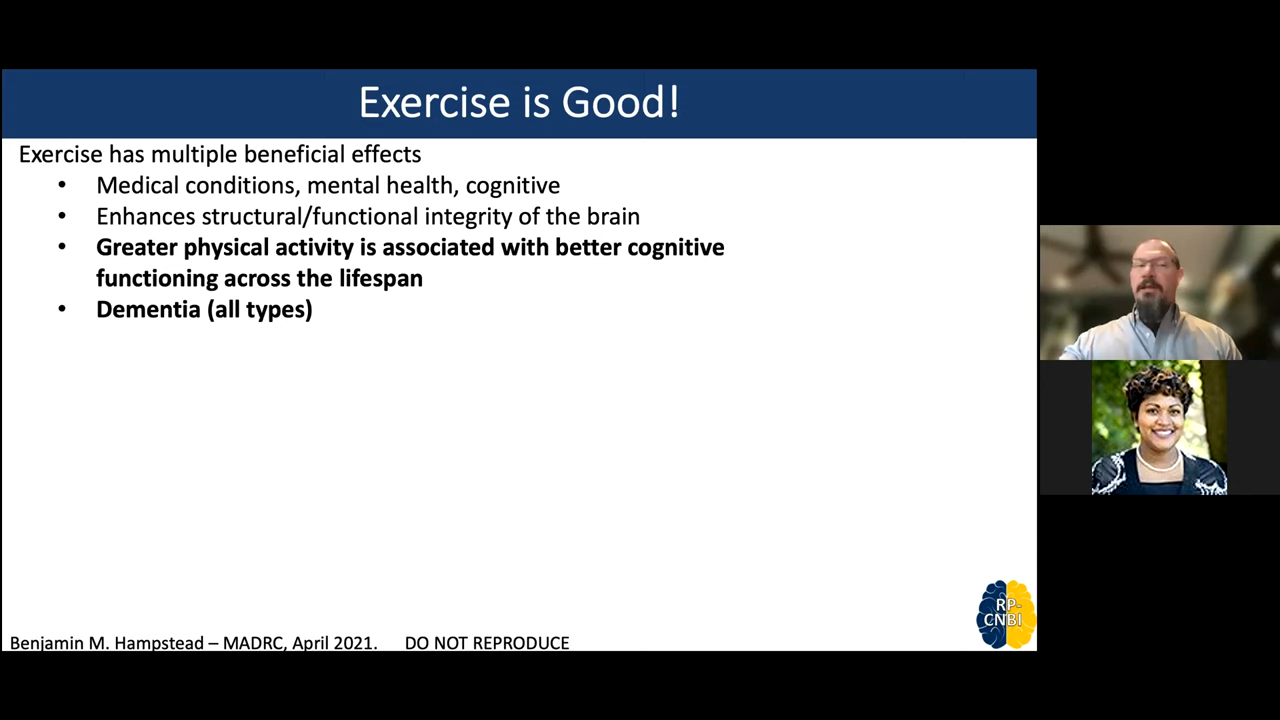 Exercise is Good!
Exercise has multiple beneficial effects
• Medical conditions, mental health, cognitive
• Enhances structural/functional integrity of the brain
• Greater physical activity is associated with better cognitive
functioning across the lifespan
• Dementia (all types)
RP-
CNBI
Benjamin M. Hampstead – MADRC, April 2021. DO NOT REPRODUCE